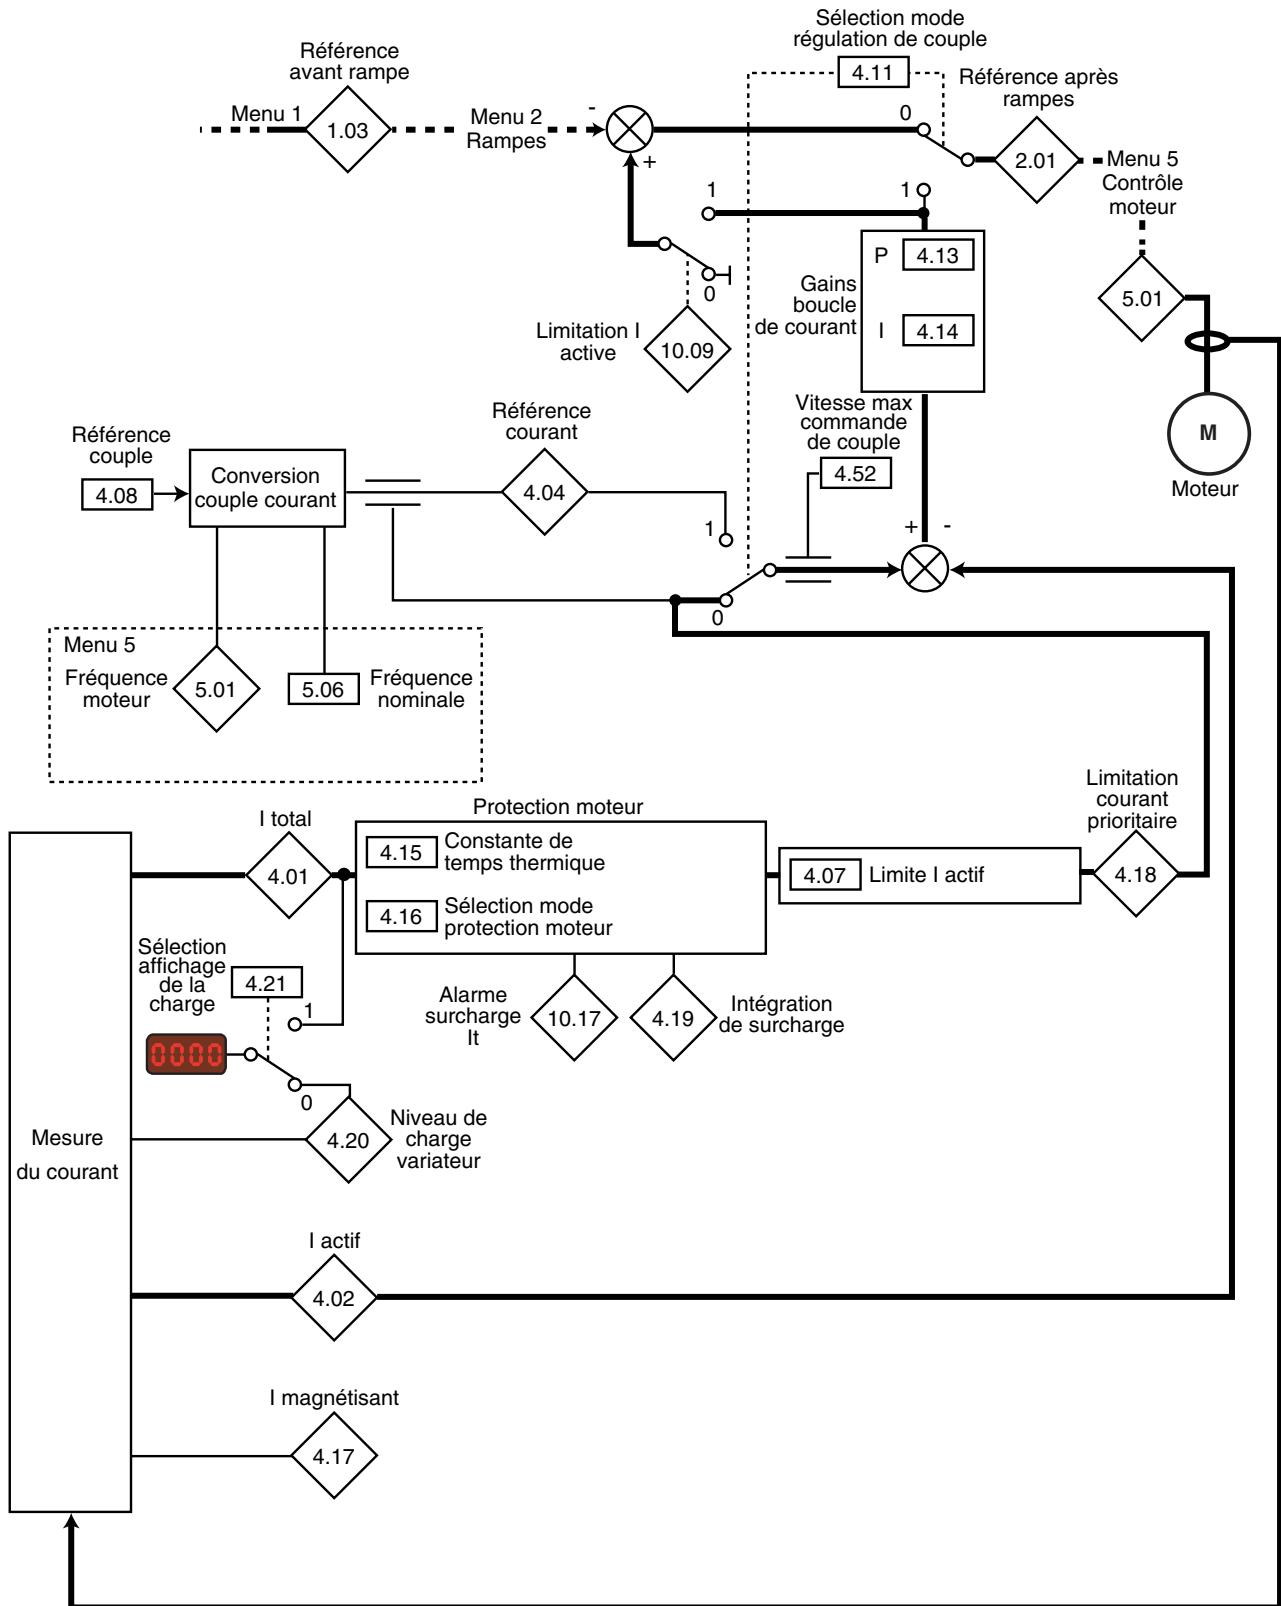 Sélection mode
régulation de couple
4.11
Référence
avant rampe
Menu 1
1.03
Menu 2
Rampes
-
+
0
Référence après
rampes
2.01
Menu 5
Contrôle
moteur
1
1
0
Limitation I
active
10.09
Gains
boucle
de courant
P
4.13
I
4.14
5.01
M
Moteur
Vitesse max
commande
de couple
4.52
Référence
couple
4.08
Conversion
couple courant
Référence
courant
4.04
1
0
+
-
Menu 5
Fréquence
moteur
5.01
5.06
Fréquence
nominale
Limitation
courant
prioritaire
4.18
Protection moteur
I total
4.01
4.15
Constante de
temps thermique
4.16
Sélection mode
protection moteur
4.07
Limite I actif
Sélection
affichage
de la
charge
4.21
1
0
0000
Alarme
surcharge
It
10.17
4.19
Intégration
de surcharge
Mesure
du courant
4.20
Niveau de
charge
variateur
I actif
4.02
I magnétisant
4.17